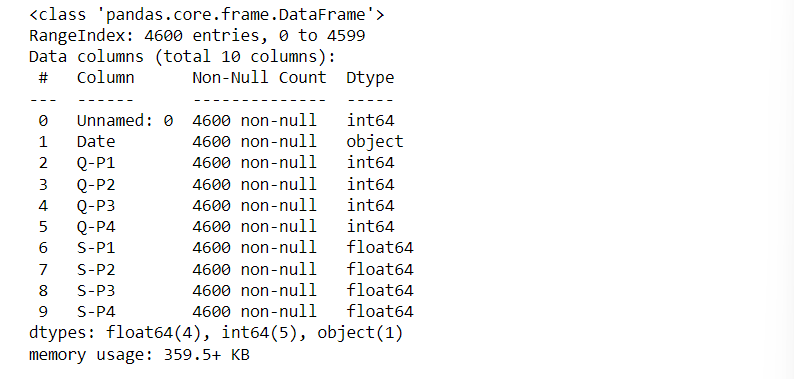 <class 'pandas.core.frame.DataFrame'>
RangeIndex: 4600 entries, 0 to 4599
Data columns (total 10 columns):
 #   Column      Non-Null Count  Dtype
---  ------      --------------  -----
 0   Unnamed: 0  4600 non-null   int64
 1   Date        4600 non-null   object
 2   Q-P1        4600 non-null   int64
 3   Q-P2        4600 non-null   int64
 4   Q-P3        4600 non-null   int64
 5   Q-P4        4600 non-null   int64
 6   S-P1        4600 non-null   float64
 7   S-P2        4600 non-null   float64
 8   S-P3        4600 non-null   float64
 9   S-P4        4600 non-null   float64
dtypes: float64(4), int64(5), object(1)
memory usage: 359.5+ KB